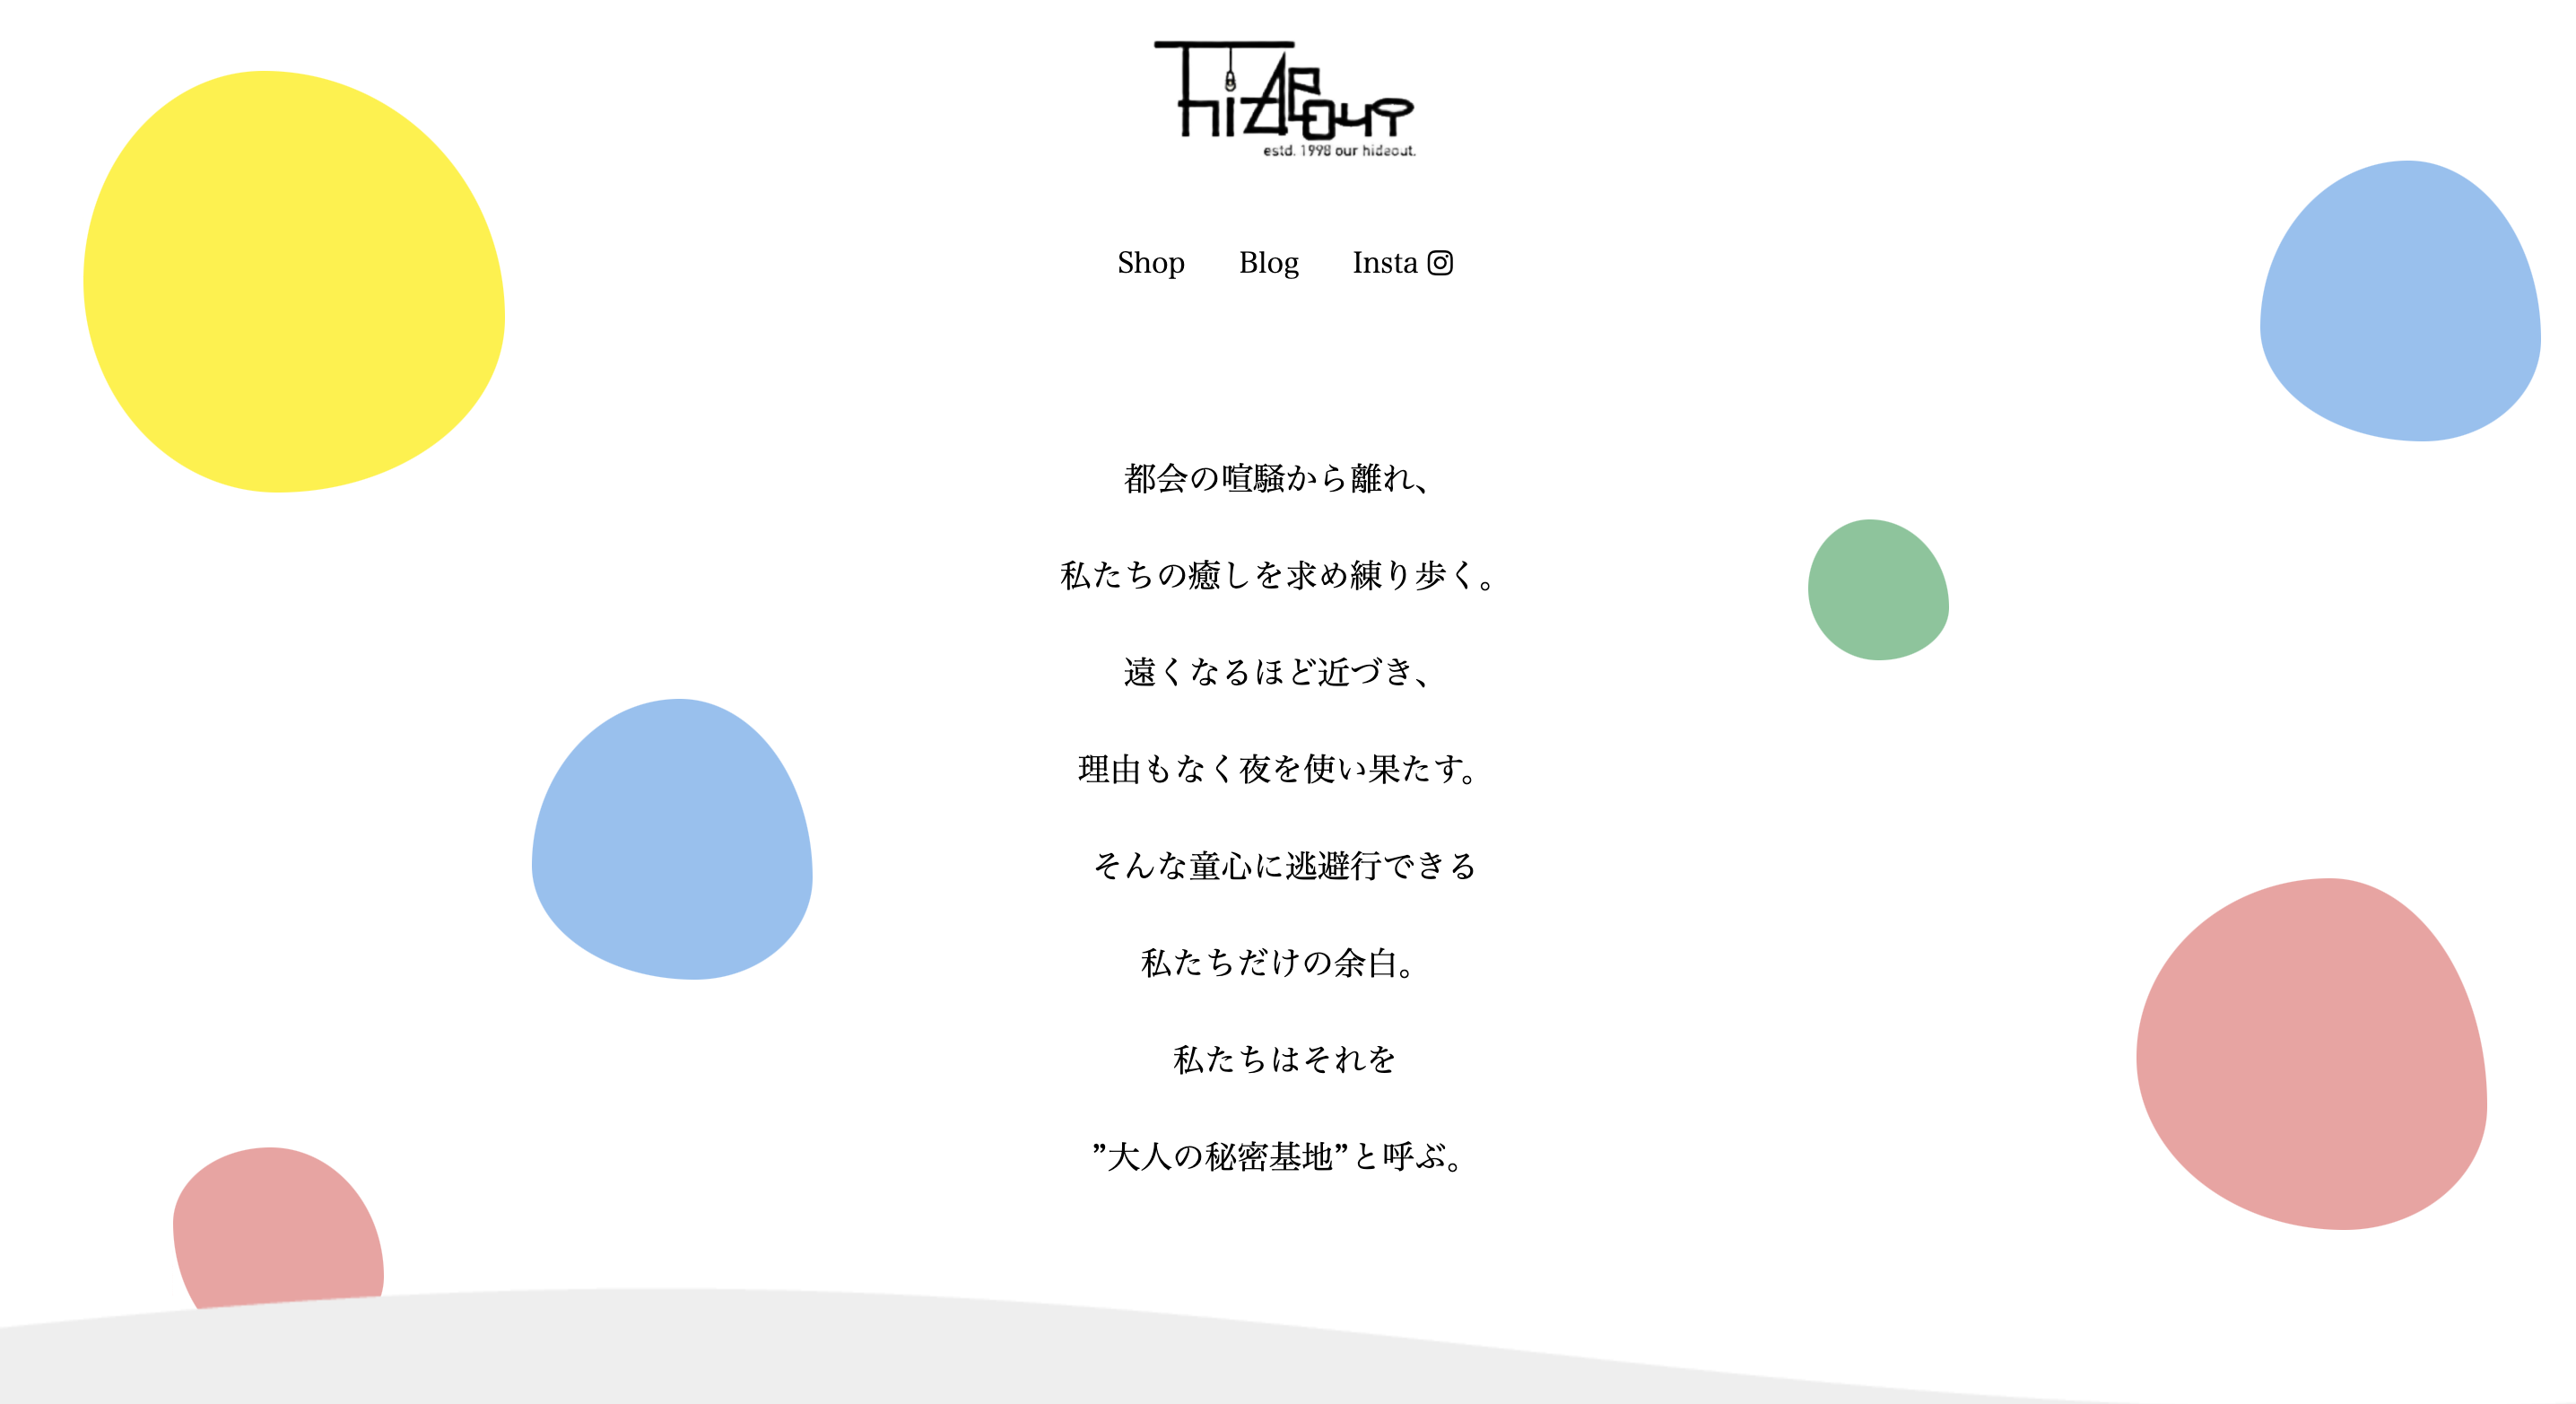 hideout
estd. 1998 our hideout.
Shop Blog Insta
都会の喧騒から離れ、
私たちの癒しを求め練り歩く。
遠くなるほど近づき、
理由もなく夜を使い果たす。
そんな童心に逃避行できる
私たちだけの余白。
私たちはそれを
”大人の秘密基地”と呼ぶ。